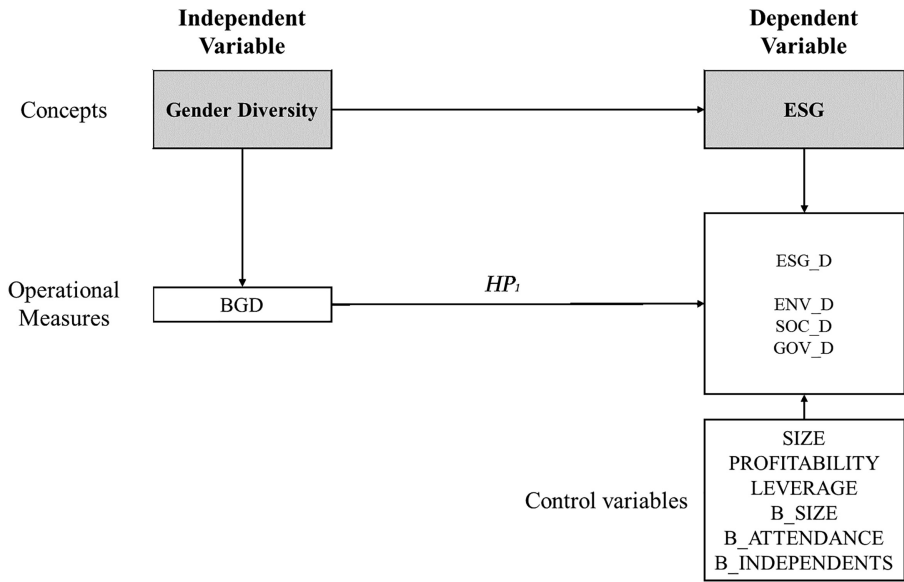 Independent
Variable
Dependent
Variable
Concepts
Gender Diversity
ESG
Operational
Measures
BGD
HP₁
ESG_D
ENV_D
SOC_D
GOV_D
Control variables
SIZE
PROFITABILITY
LEVERAGE
B_SIZE
B_ATTENDANCE
B_INDEPENDENTS